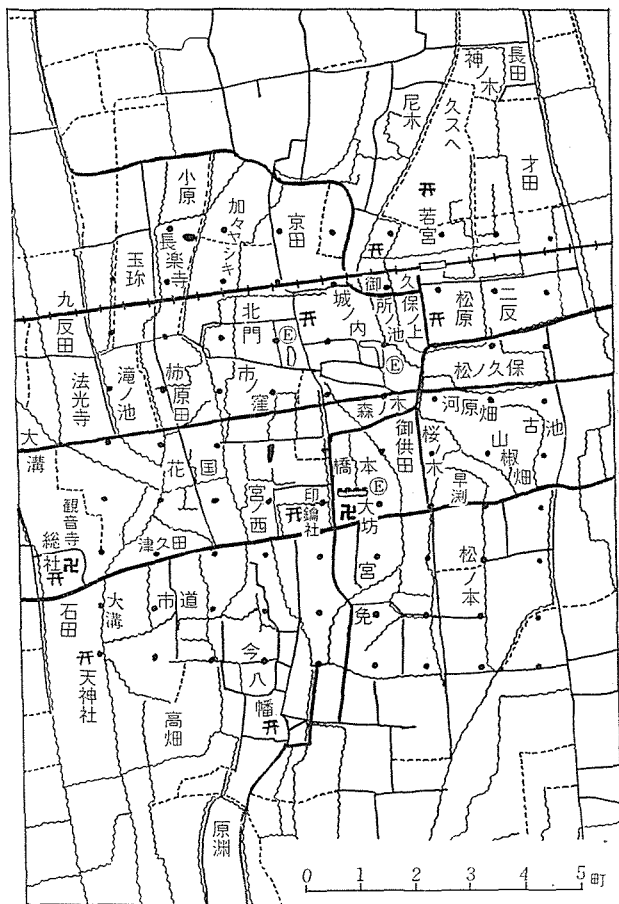 神ノ木
長田
尼木
久スヘ
才田
小原
加々ヤシキ
京田
若宮
長楽寺
玉珎
九反田
北門
Ⓔ
城ノ内
御所池
久保ノ上
松原
二反
Ⓔ
松ノ久保
法光寺
滝ノ池
柿原田
市ノ窪
森ノ木
河原畑
古池
山椒畑
大溝
花国
御供田
桜ノ木
早渕
橋本
Ⓔ
観音寺
宮ノ西
印鑰社
大坊
総社
津久田
石田
大溝
市道
宮免
松ノ本
天神社
今八幡
高畑
原淵
0 1 2 3 4 5 町